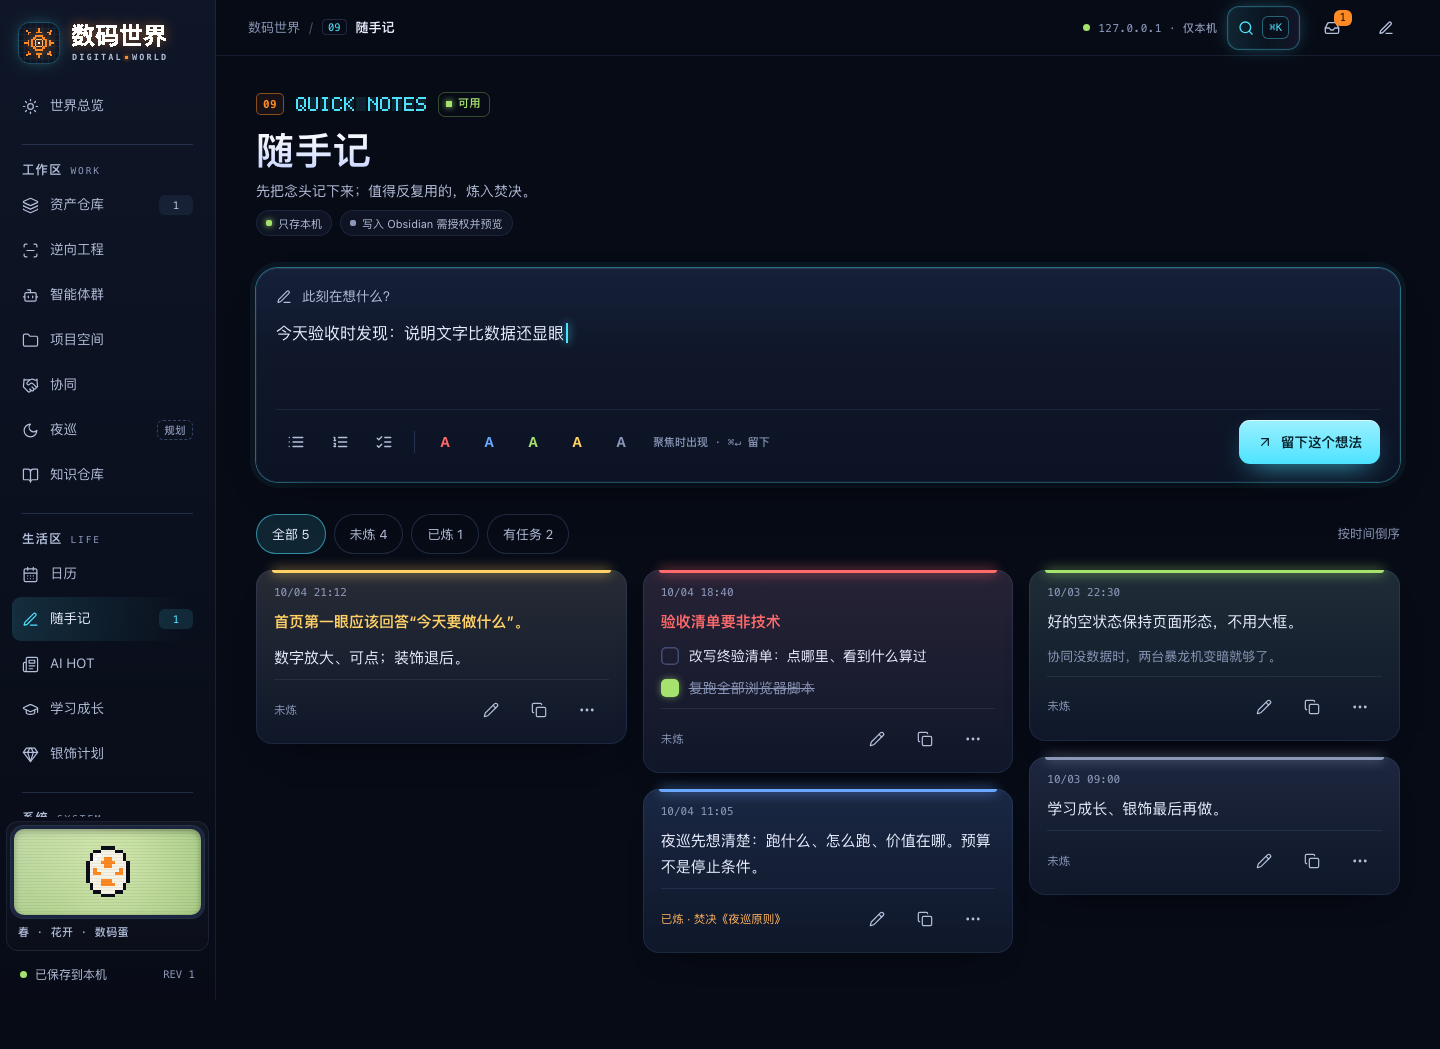 数码世界
DIGITAL WORLD
世界总览
工作区 WORK
资产仓库 1
逆向工程
智能体群
项目空间
协同
夜巡 规划
知识仓库
生活区 LIFE
日历
随手记 1
AI HOT
学习成长
银饰计划
系统 SYSTEM
春 · 花开 · 数码蛋
已保存到本机 REV 1
数码世界 / 09 随手记
127.0.0.1 · 仅本机
⌘K
1
09 QUICK NOTES 可用
随手记
先把念头记下来；值得反复用的，炼入焚决。
只存本机 写入 Obsidian 需授权并预览
此刻在想什么？
今天验收时发现：说明文字比数据还显眼
A A A A A 聚焦时出现 · ⌘↵ 留下
留下这个想法
全部 5 未炼 4 已炼 1 有任务 2
按时间倒序
10/04 21:12
首页第一眼应该回答“今天要做什么”。
数字放大、可点；装饰退后。
未炼
10/04 18:40
验收清单要非技术
改写终验清单：点哪里、看到什么算过
复跑全部浏览器脚本
未炼
10/04 11:05
夜巡先想清楚：跑什么、怎么跑、价值在哪。预算
不是停止条件。
已炼 · 焚决《夜巡原则》
10/03 22:30
好的空状态保持页面形态，不用大框。
协同没数据时，两台暴龙机变暗就够了。
未炼
10/03 09:00
学习成长、银饰最后再做。
未炼